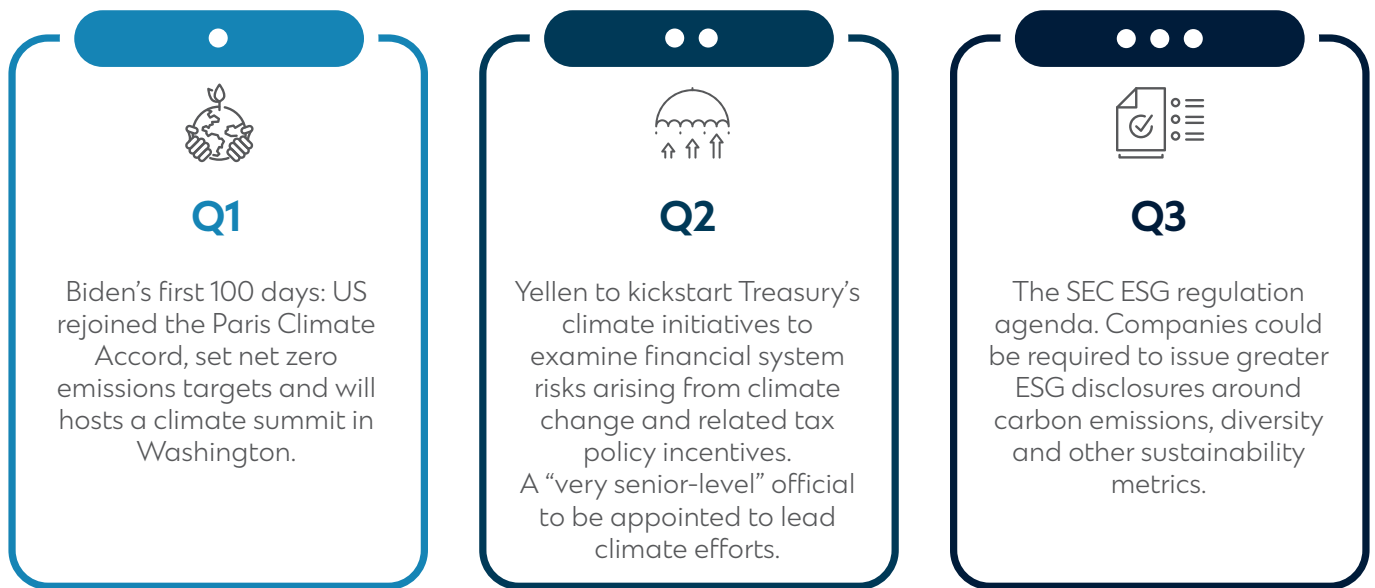 Q1
Biden’s first 100 days: US
rejoined the Paris Climate
Accord, set net zero
emissions targets and will
hosts a climate summit in
Washington.
Q2
Yellen to kickstart Treasury’s
climate initiatives to
examine financial system
risks arising from climate
change and related tax
policy incentives.
A “very senior-level” official
to be appointed to lead
climate efforts.
Q3
The SEC ESG regulation
agenda. Companies could
be required to issue greater
ESG disclosures around
carbon emissions, diversity
and other sustainability
metrics.